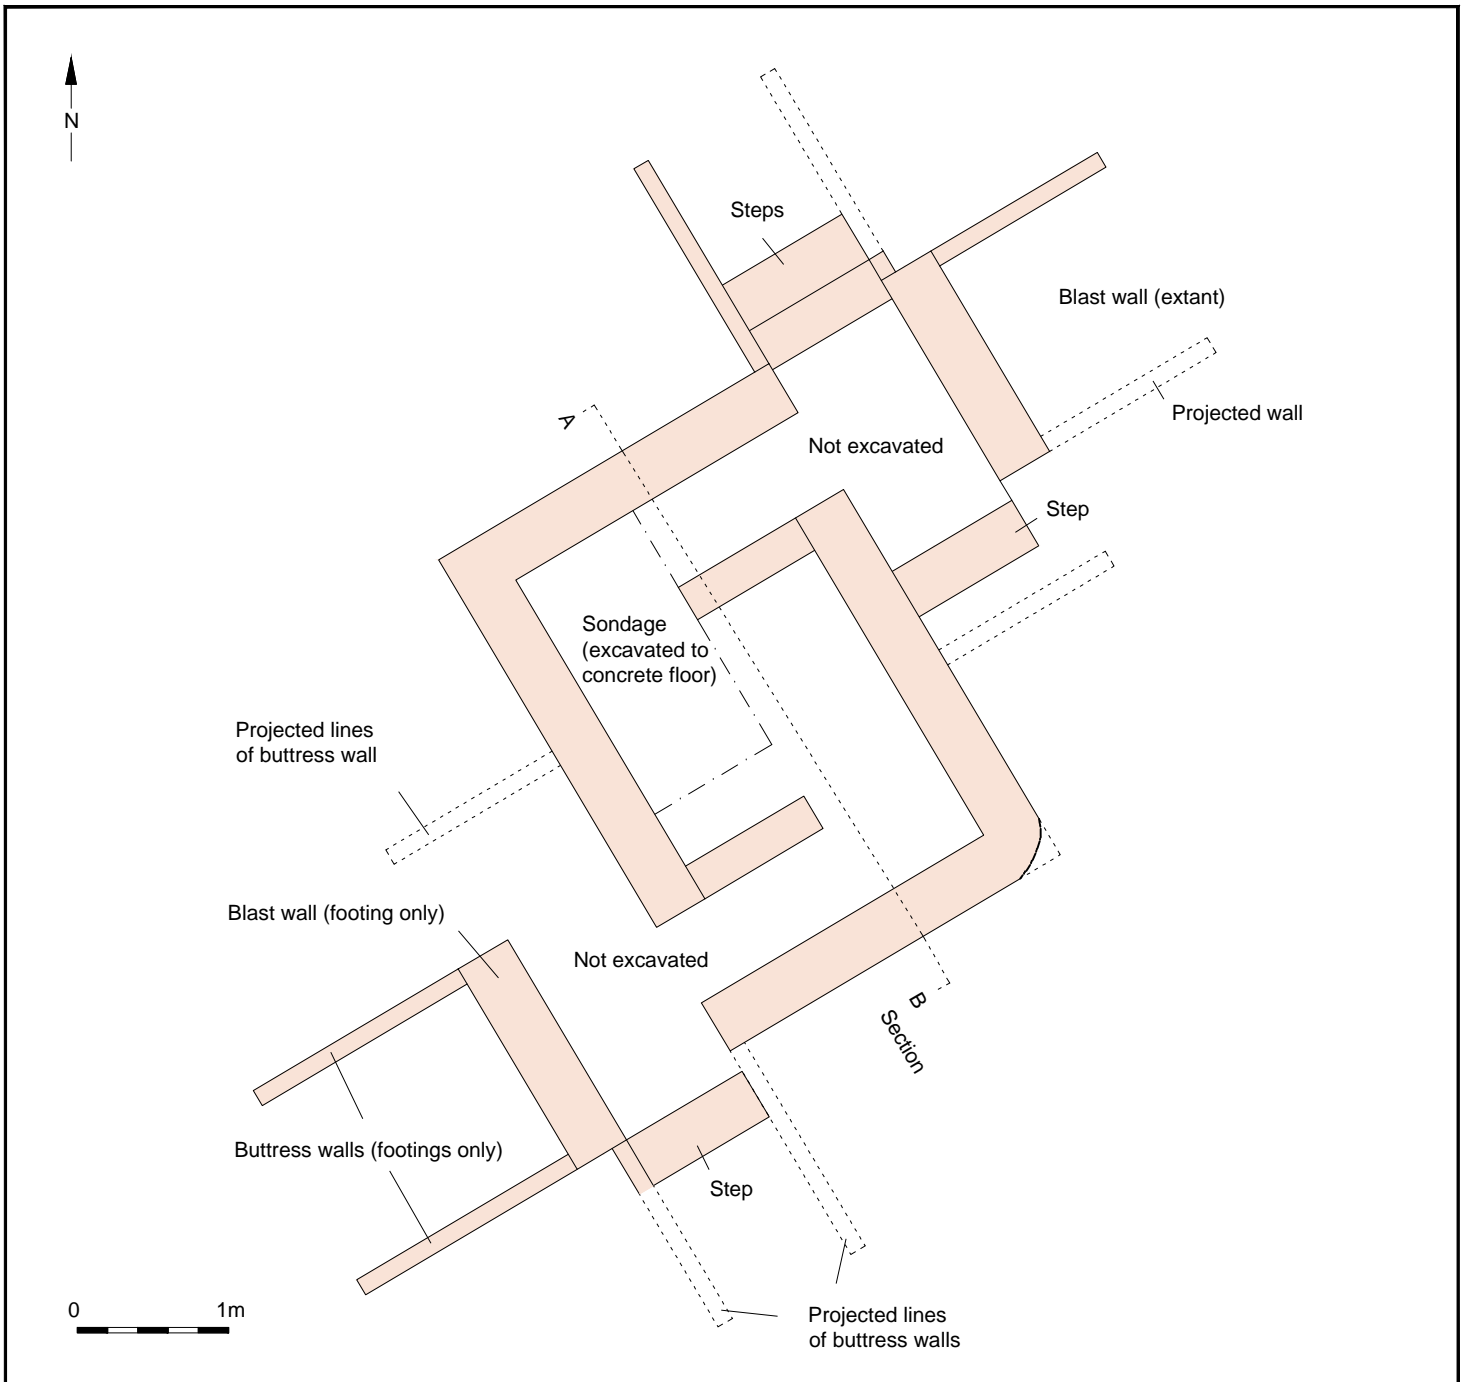 N
Steps
Blast wall (extant)
Projected wall
A
Not excavated
Step
Sondage
(excavated to
concrete floor)
Projected lines
of buttress wall
Blast wall (footing only)
Not excavated
B
Section
Buttress walls (footings only)
Step
0 1m
Projected lines
of buttress walls